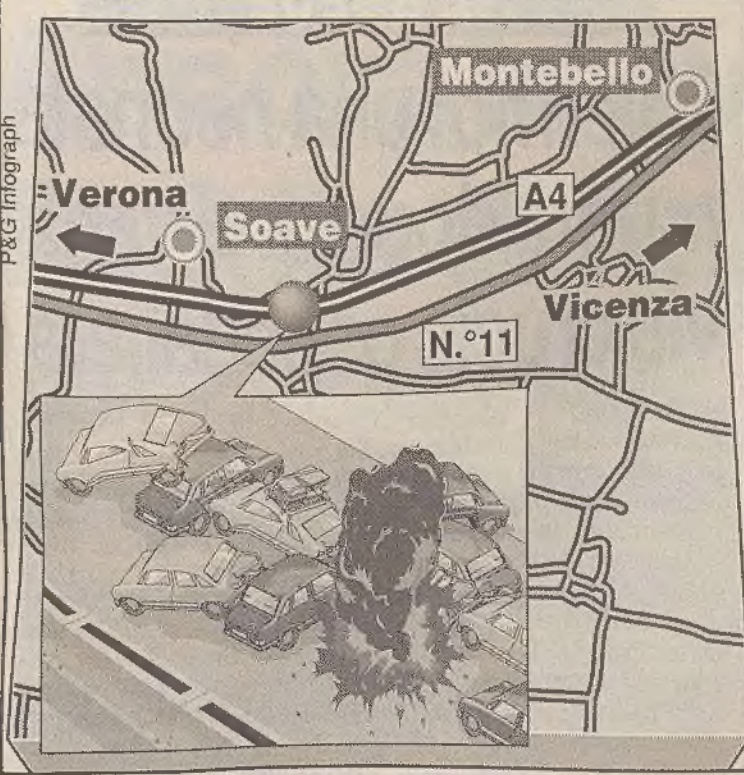 P&G Infograph
Montebello
Verona
A4
Soave
Vicenza
N.°11